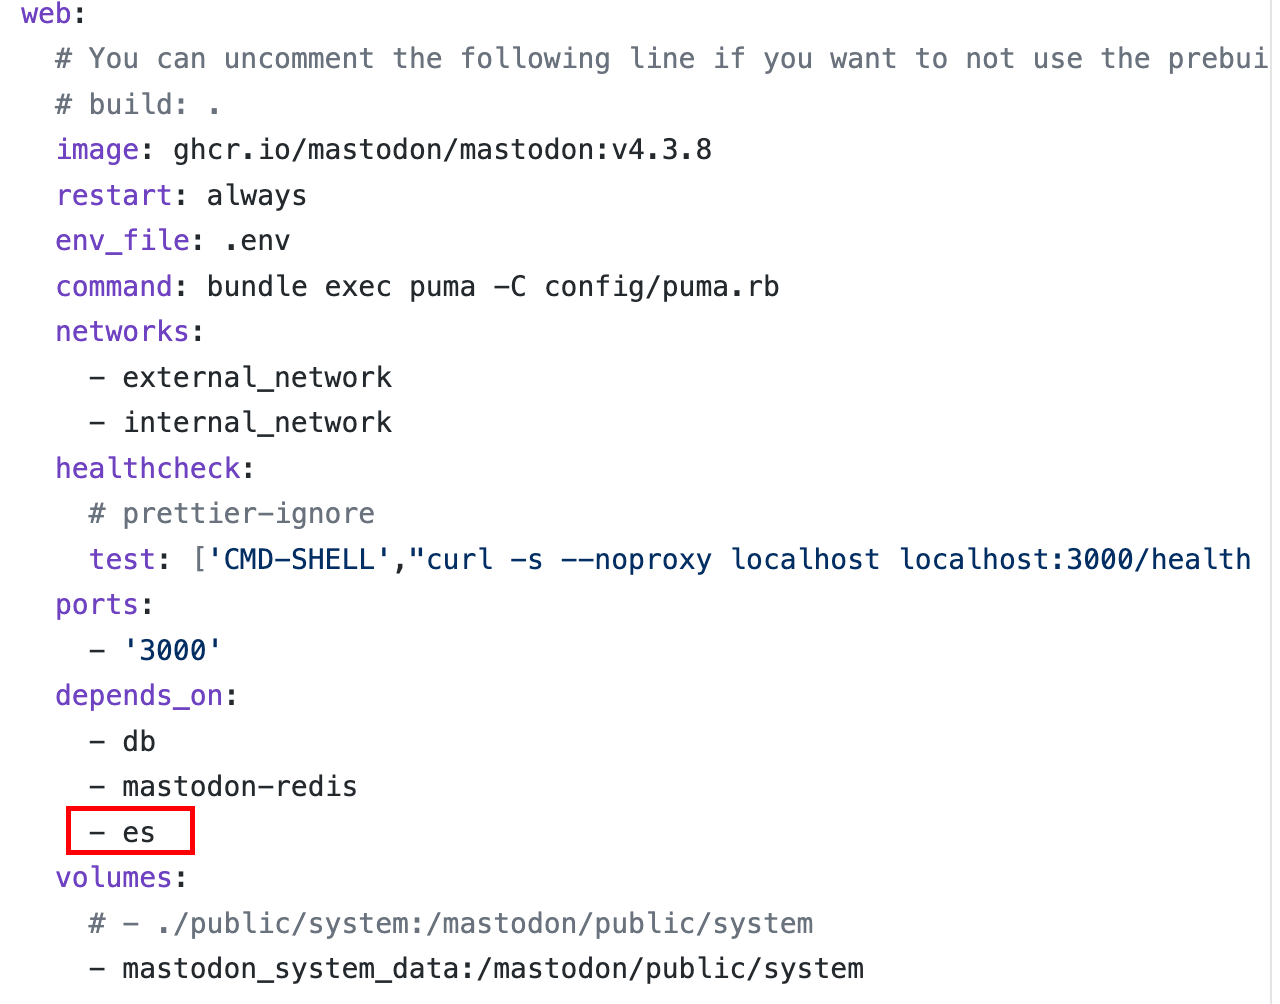 web:
# You can uncomment the following line if you want to not use the prebui
# build: .
image: ghcr.io/mastodon/mastodon:v4.3.8
restart: always
env_file: .env
command: bundle exec puma -C config/puma.rb
networks:
- external_network
- internal_network
healthcheck:
# prettier-ignore
test: ['CMD-SHELL',"curl -s --noproxy localhost localhost:3000/health
ports:
- '3000'
depends_on:
- db
- mastodon-redis
- es
volumes:
# - ./public/system:/mastodon/public/system
- mastodon_system_data:/mastodon/public/system